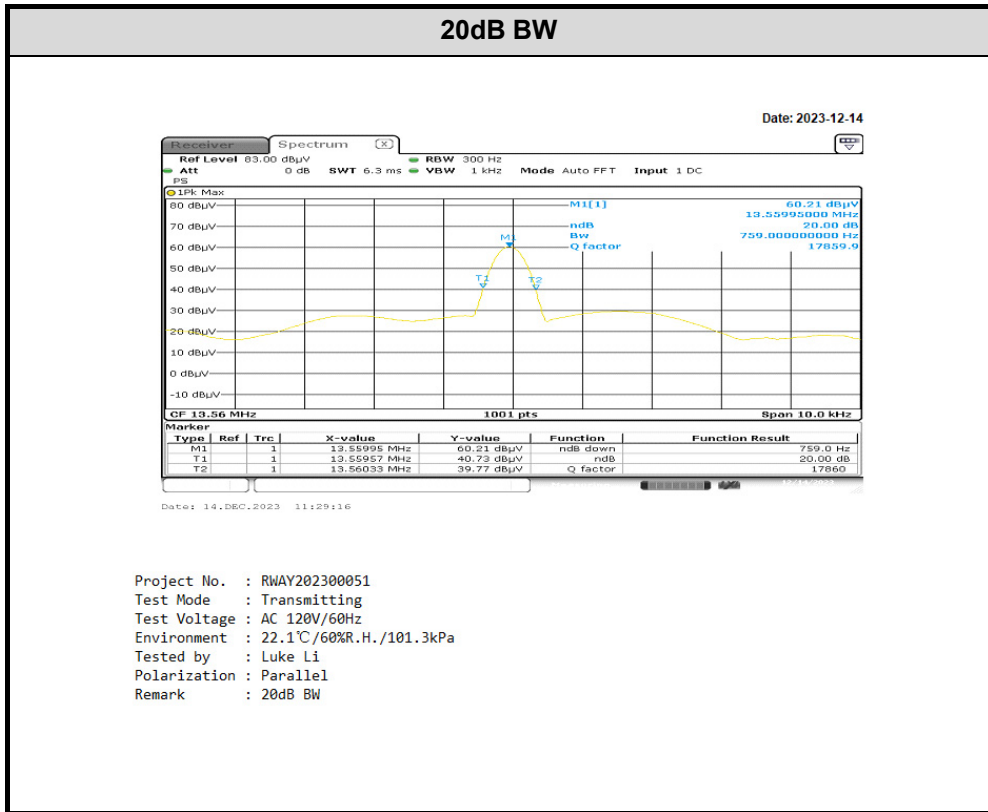 20dB BW
Date: 2023-12-14
Receiver Spectrum X
Ref Level 83.00 dBµV RBW 300 Hz
Att 0 dB SWT 6.3 ms VBW 1 kHz Mode Auto FFT Input 1 DC
PS
1Pk Max
80 dBµV M1[1] 60.21 dBµV
13.55995000 MHz
70 dBµV ndB 20.00 dB
M1 Bw 759.000000000 Hz
60 dBµV Q factor 17859.9
50 dBµV
T1 T2
40 dBµV
30 dBµV
20 dBµV
10 dBµV
0 dBµV
-10 dBµV
CF 13.56 MHz 1001 pts Span 10.0 kHz
Marker
Type Ref Trc X-value Y-value Function Function Result
M1 1 13.55995 MHz 60.21 dBµV ndB down 759.0 Hz
T1 1 13.55957 MHz 40.73 dBµV ndB 20.00 dB
T2 1 13.56033 MHz 39.77 dBµV Q factor 17860
Date: 14.DEC.2023 11:29:16
Project No. : RWAY202300051
Test Mode : Transmitting
Test Voltage : AC 120V/60Hz
Environment : 22.1℃/60%R.H./101.3kPa
Tested by : Luke Li
Polarization : Parallel
Remark : 20dB BW